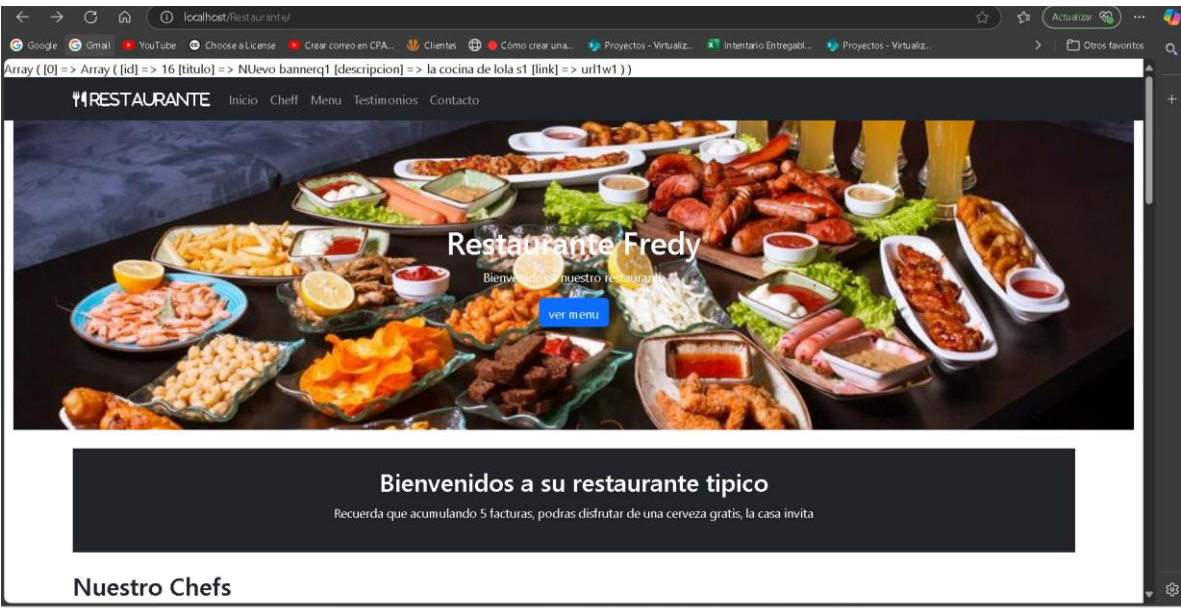 localhost/Restaurante/
Actualizar
Google Gmail YouTube Choose a License Crear correo en CPA... Clientes Cómo crear una... Proyectos - Virtualiz... Intentario Entregabl... Proyectos - Virtualiz... Otros favoritos
Array ( [0] => Array ( [id] => 16 [titulo] => NUevo bannerq1 [descripcion] => la cocina de lola s1 [link] => url1w1 ) )
RESTAURANTE Inicio Cheff Menu Testimonios Contacto
Restaurante Fredy
Bienvenidos a nuestro restaurante
ver menu
Bienvenidos a su restaurante tipico
Recuerda que acumulando 5 facturas, podras disfrutar de una cerveza gratis, la casa invita
Nuestro Chefs